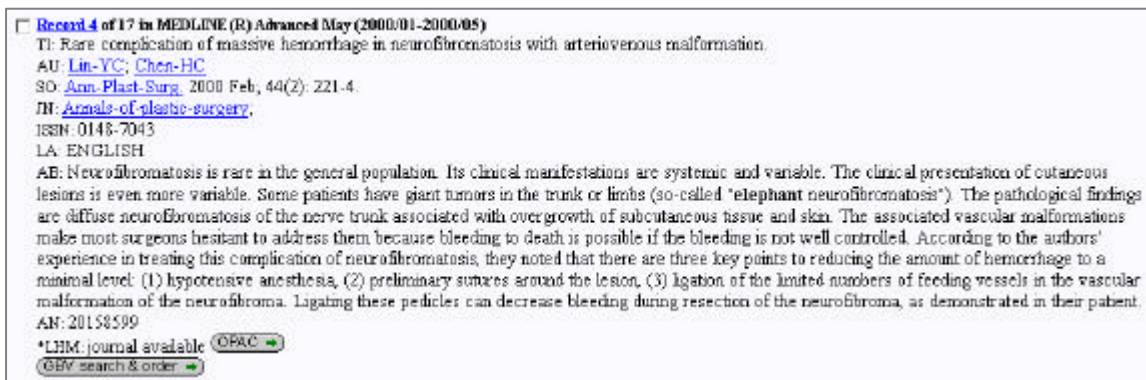 Record 4 of 17 in MEDLINE (R) Advanced May (2000/01-2000/05)
TI: Rare complication of massive hemorrhage in neurofibromatosis with arteriovenous malformation.
AU: Lin-YC; Chen-HC
SO: Ann-Plast-Surg. 2000 Feb; 44(2): 221-4.
JN: Annals-of-plastic-surgery;
ISSN: 0148-7043
LA: ENGLISH
AB: Neurofibromatosis is rare in the general population. Its clinical manifestations are systemic and variable. The clinical presentation of cutaneous
lesions is even more variable. Some patients have giant tumors in the trunk or limbs (so-called "elephant neurofibromatosis"). The pathological findings
are diffuse neurofibromatosis of the nerve trunk associated with overgrowth of subcutaneous tissue and skin. The associated vascular malformations
make most surgeons hesitant to address them because bleeding to death is possible if the bleeding is not well controlled. According to the authors'
experience in treating this complication of neurofibromatosis, they noted that there are three key points to reducing the amount of hemorrhage to a
minimal level: (1) hypotensive anesthesia, (2) preliminary sutures around the lesion, (3) ligation of the limited numbers of feeding vessels in the vascular
malformation of the neurofibroma. Ligating these pedicles can decrease bleeding during resection of the neurofibroma, as demonstrated in their patient.
AN: 20158599
*LHM: journal available OPAC
GBV search & order